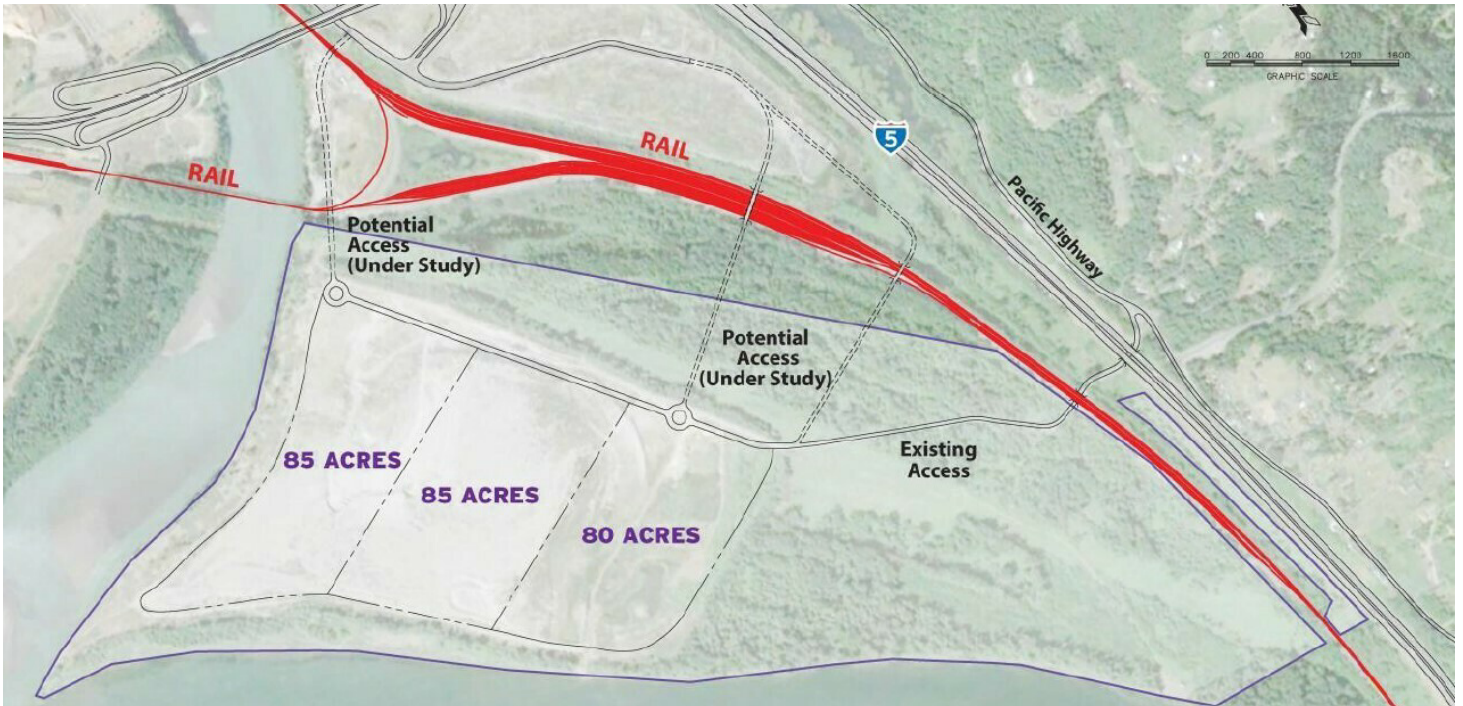 0 200 400 800 1200 1600
GRAPHIC SCALE
5
RAIL
RAIL
Pacific Highway
Potential
Access
(Under Study)
Potential
Access
(Under Study)
Existing
Access
85 ACRES
85 ACRES
80 ACRES